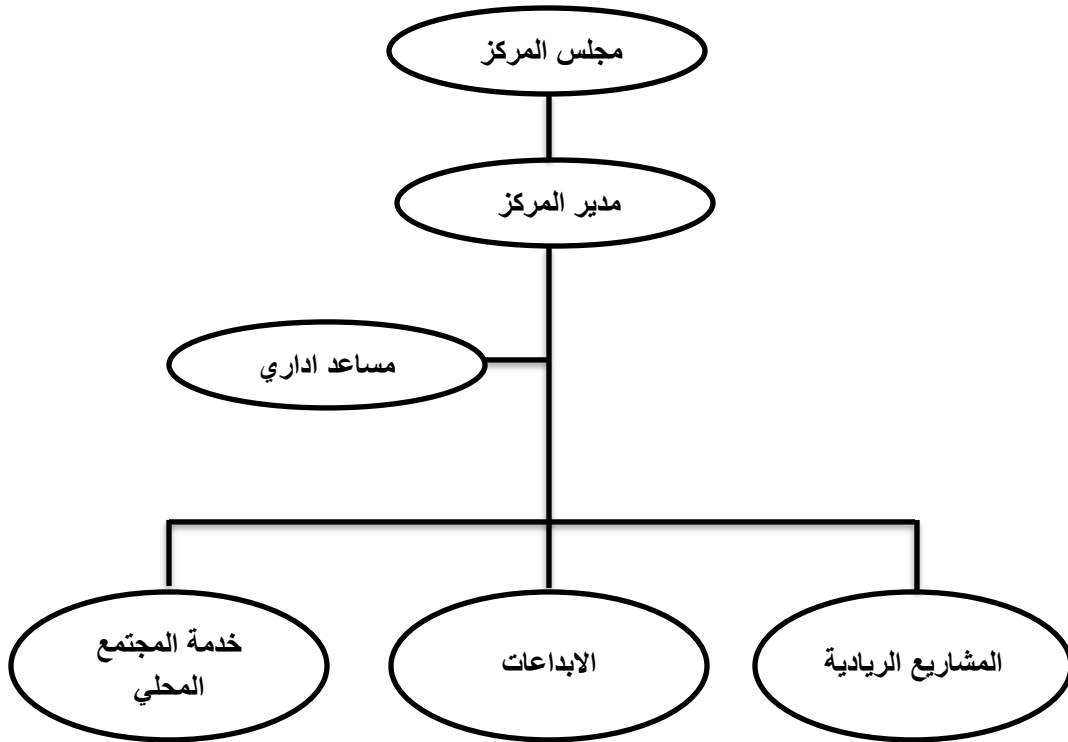 مجلس المركز
مدير المركز
مساعد اداري
المشاريع الريادية
الابداعات
خدمة المجتمع
المحلي